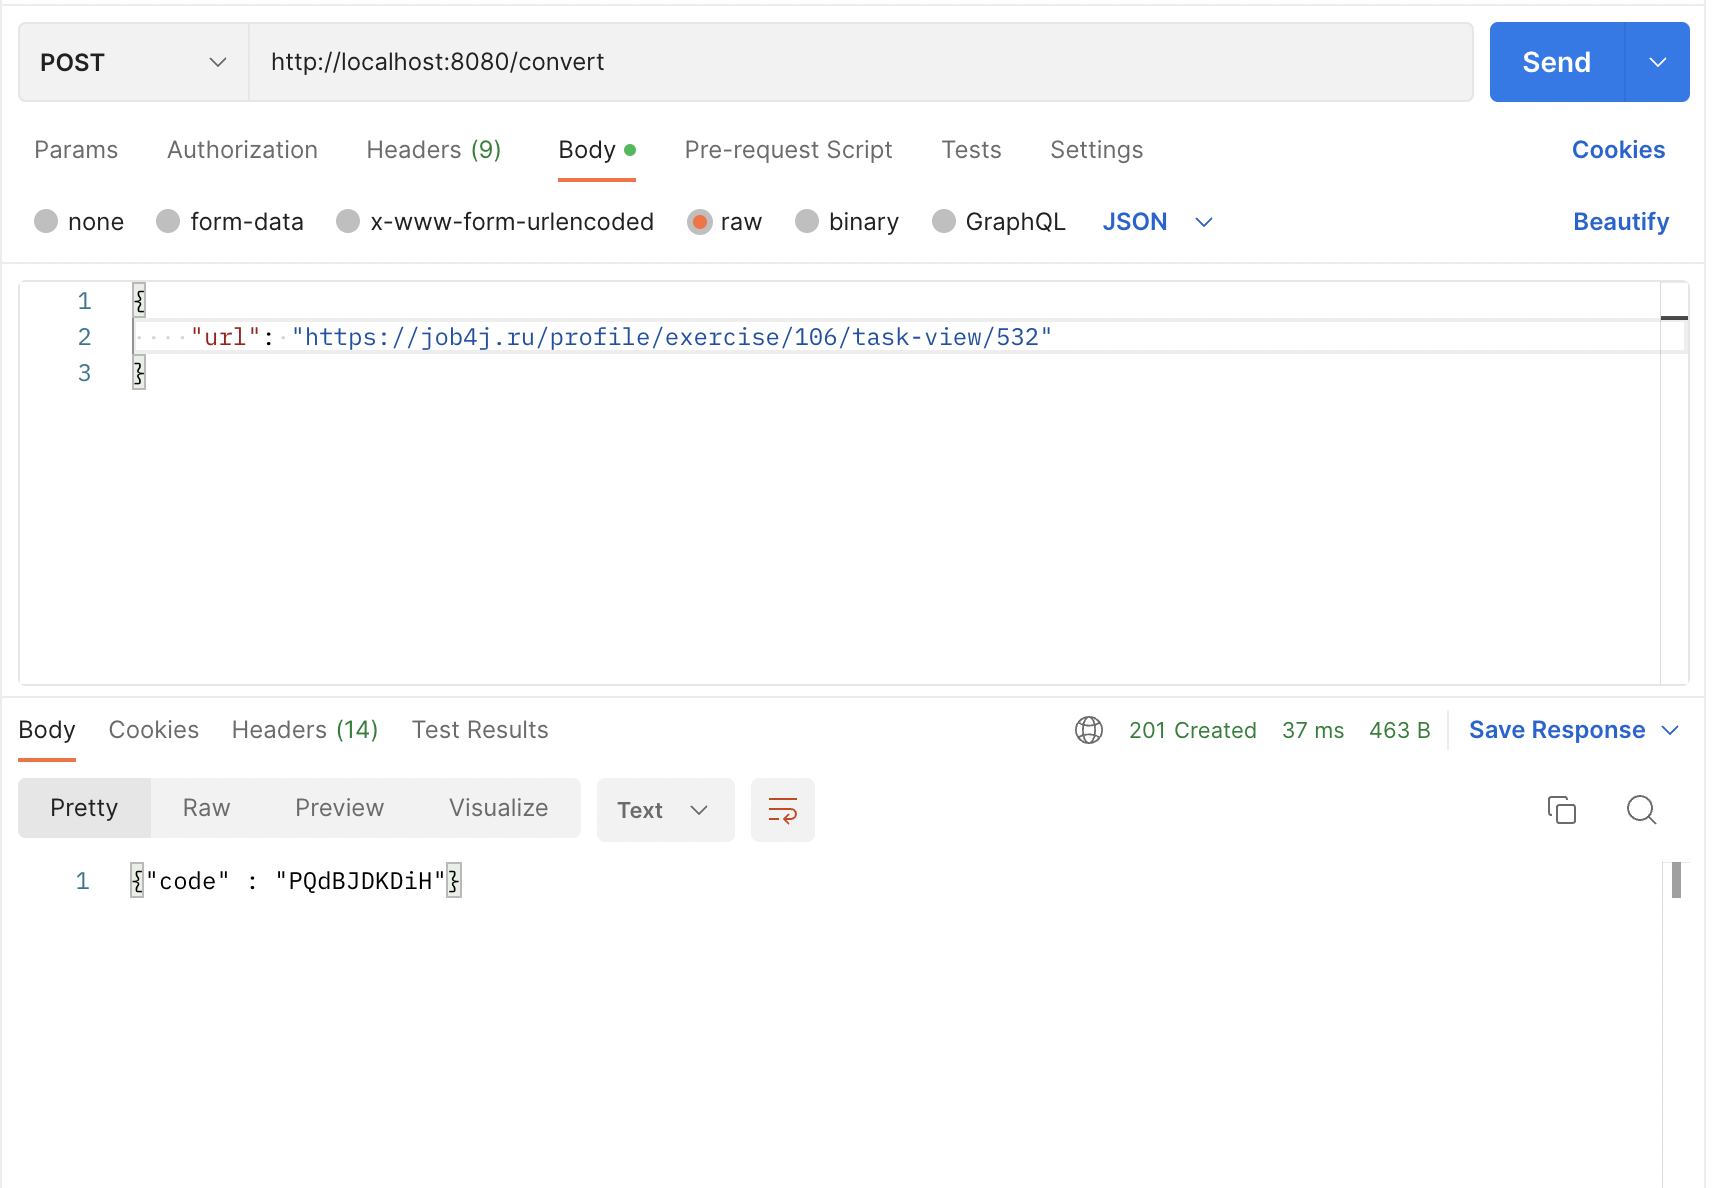 POST http://localhost:8080/convert Send
Params Authorization Headers (9) Body Pre-request Script Tests Settings Cookies
none form-data x-www-form-urlencoded raw binary GraphQL JSON Beautify
1 {
2 "url": "https://job4j.ru/profile/exercise/106/task-view/532"
3 }
Body Cookies Headers (14) Test Results 201 Created 37 ms 463 B Save Response
Pretty Raw Preview Visualize Text
1 {"code" : "PQdBJDKDiH"}